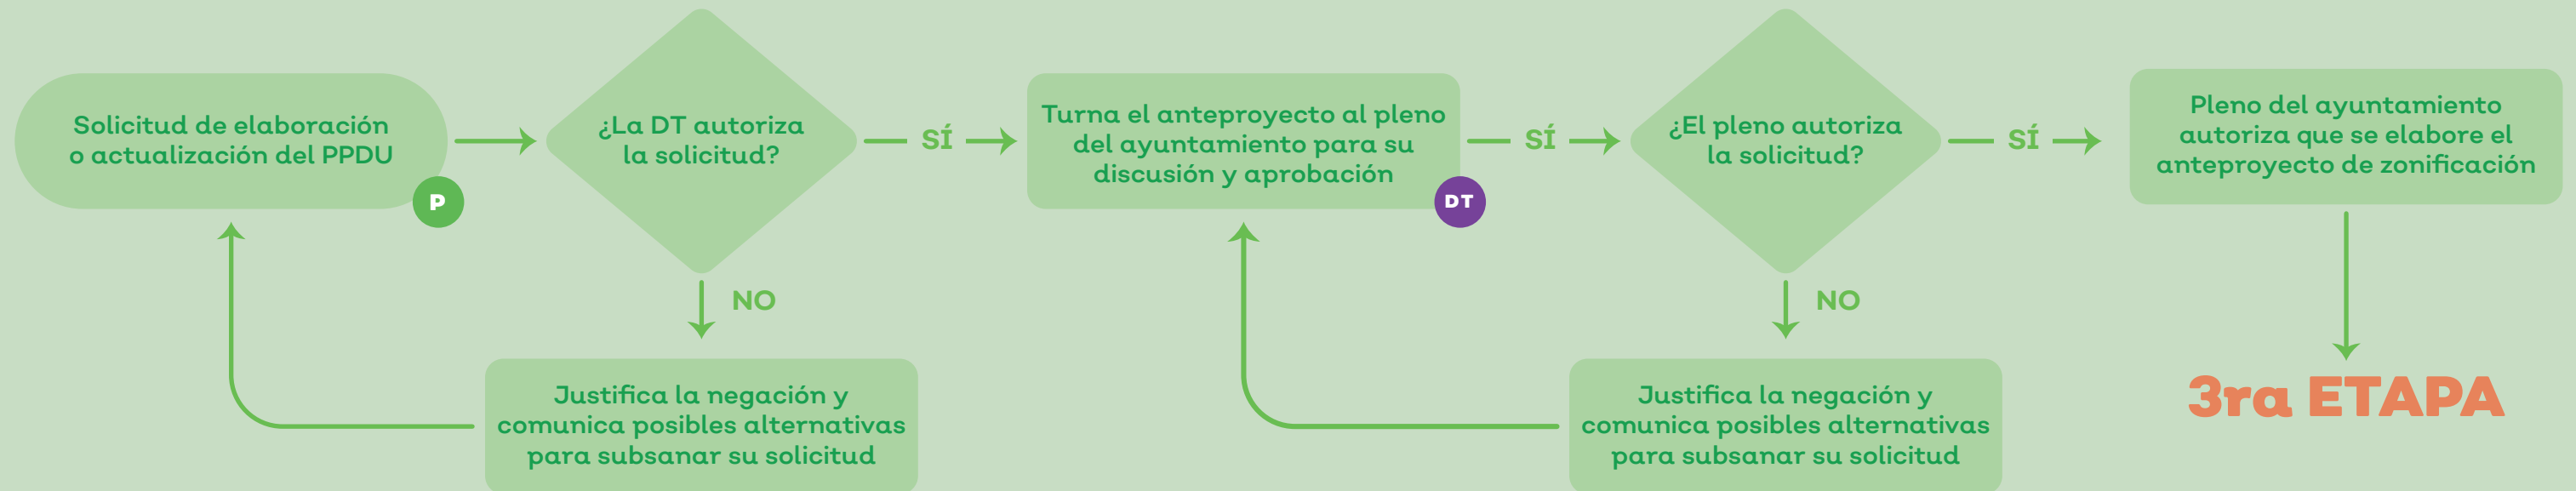 Solicitud de elaboración
o actualización del PPDU
P
¿La DT autoriza
la solicitud?
SÍ
NO
Justifica la negación y
comunica posibles alternativas
para subsanar su solicitud
Turna el anteproyecto al pleno
del ayuntamiento para su
discusión y aprobación
DT
SÍ
¿El pleno autoriza
la solicitud?
NO
Justifica la negación y
comunica posibles alternativas
para subsanar su solicitud
SÍ
Pleno del ayuntamiento
autoriza que se elabore el
anteproyecto de zonificación
3ra ETAPA